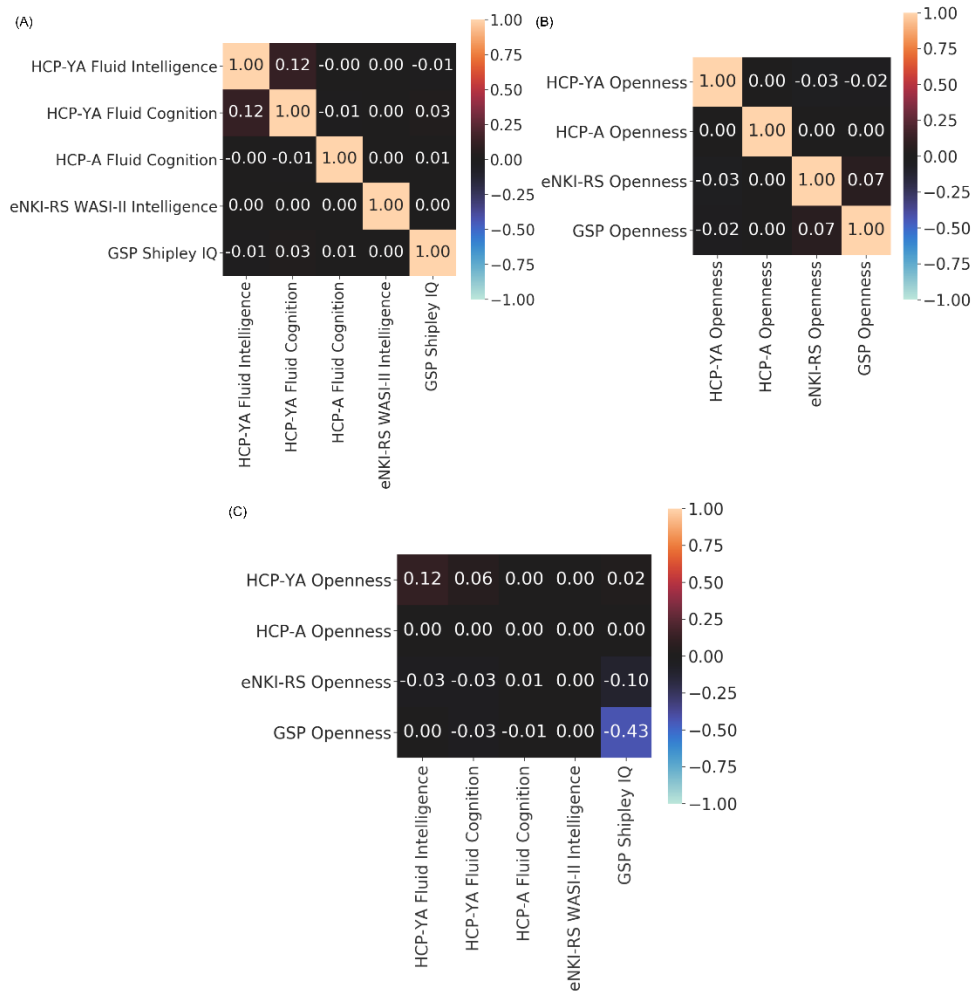 (A)
HCP-YA Fluid Intelligence 1.00 0.12 -0.00 0.00 -0.01
HCP-YA Fluid Cognition 0.12 1.00 -0.01 0.00 0.03
HCP-A Fluid Cognition -0.00 -0.01 1.00 0.00 0.01
eNKI-RS WASI-II Intelligence 0.00 0.00 0.00 1.00 0.00
GSP Shipley IQ -0.01 0.03 0.01 0.00 1.00
HCP-YA Fluid Intelligence
HCP-YA Fluid Cognition
HCP-A Fluid Cognition
eNKI-RS WASI-II Intelligence
GSP Shipley IQ
1.00
0.75
0.50
0.25
0.00
-0.25
-0.50
-0.75
-1.00
(B)
HCP-YA Openness 1.00 0.00 -0.03 -0.02
HCP-A Openness 0.00 1.00 0.00 0.00
eNKI-RS Openness -0.03 0.00 1.00 0.07
GSP Openness -0.02 0.00 0.07 1.00
HCP-YA Openness
HCP-A Openness
eNKI-RS Openness
GSP Openness
1.00
0.75
0.50
0.25
0.00
-0.25
-0.50
-0.75
-1.00
(C)
HCP-YA Openness 0.12 0.06 0.00 0.00 0.02
HCP-A Openness 0.00 0.00 0.00 0.00 0.00
eNKI-RS Openness -0.03 -0.03 0.01 0.00 -0.10
GSP Openness 0.00 -0.03 -0.01 0.00 -0.43
HCP-YA Fluid Intelligence
HCP-YA Fluid Cognition
HCP-A Fluid Cognition
eNKI-RS WASI-II Intelligence
GSP Shipley IQ
1.00
0.75
0.50
0.25
0.00
-0.25
-0.50
-0.75
-1.00